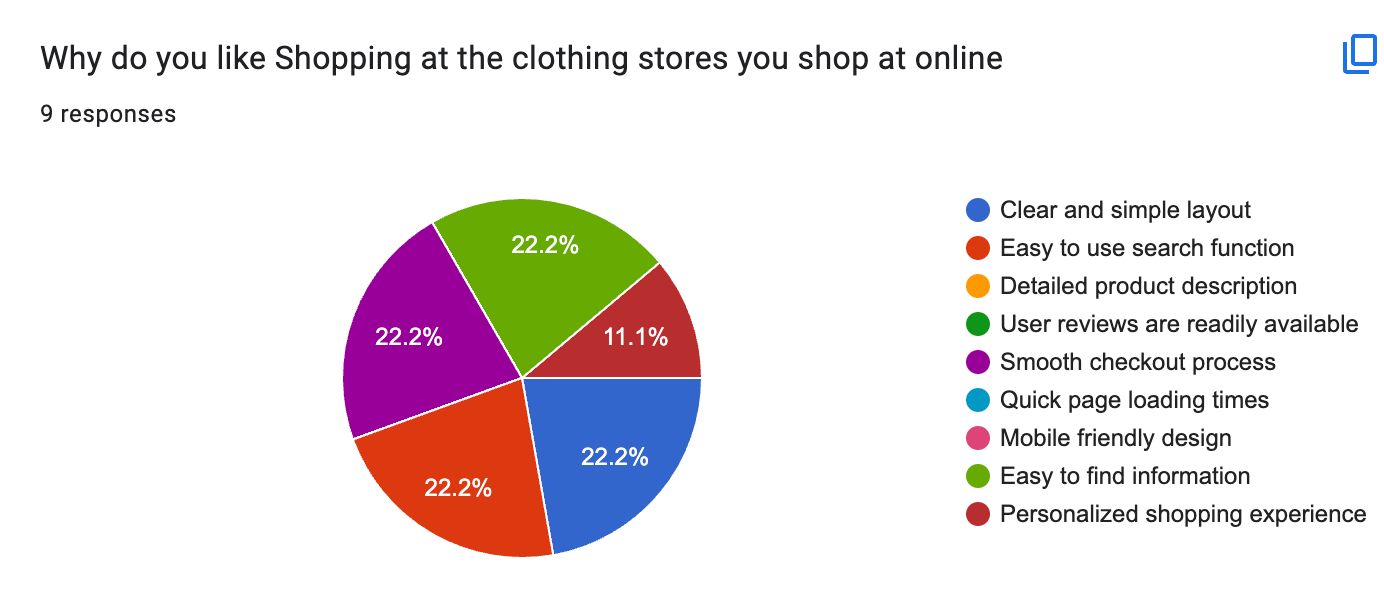 Why do you like Shopping at the clothing stores you shop at online
9 responses
22.2%
11.1%
22.2%
22.2%
22.2%
Clear and simple layout
Easy to use search function
Detailed product description
User reviews are readily available
Smooth checkout process
Quick page loading times
Mobile friendly design
Easy to find information
Personalized shopping experience